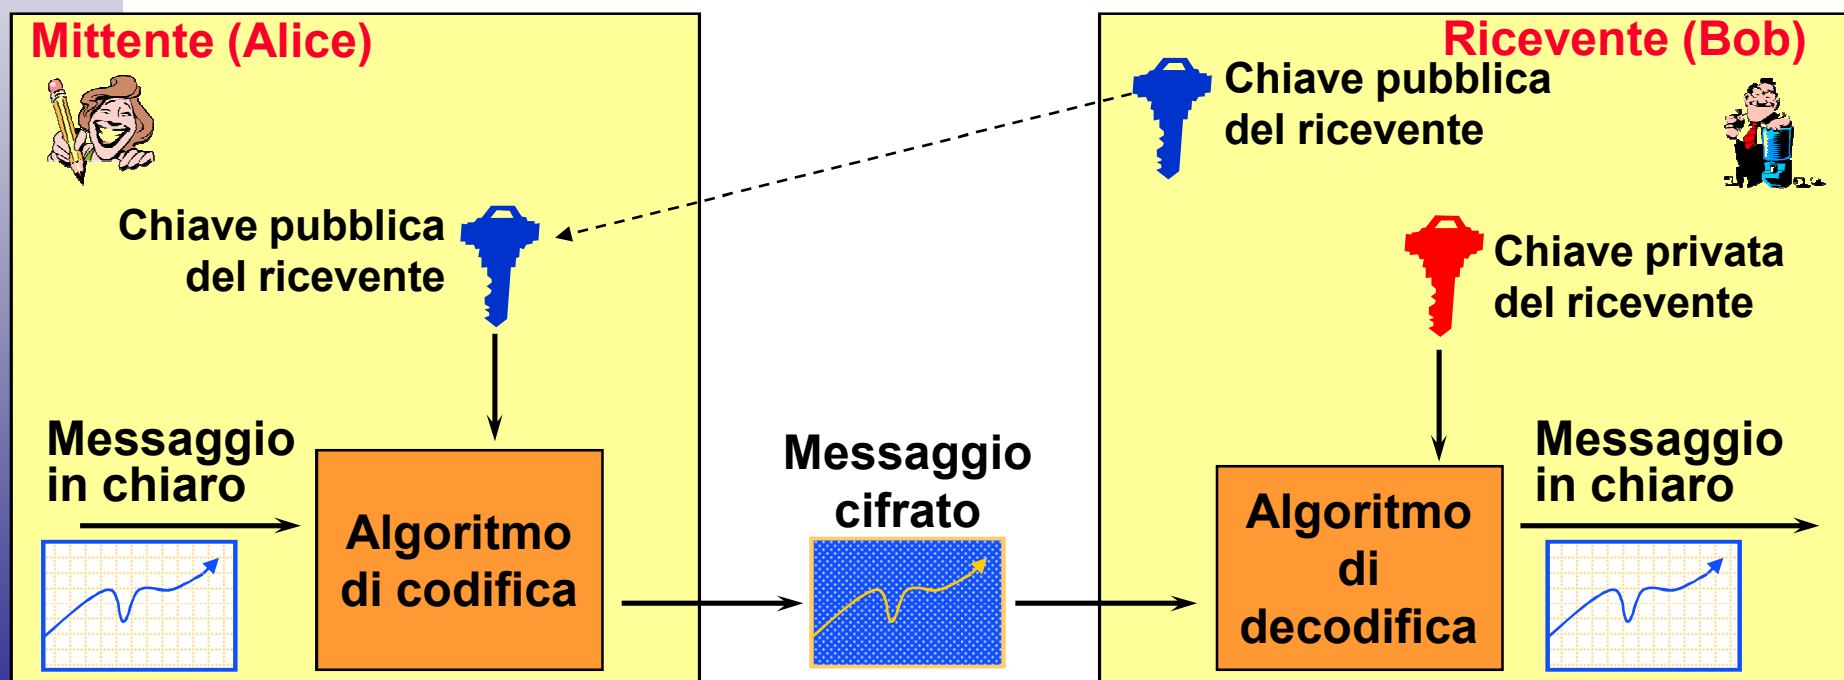 Mittente (Alice)
Ricevente (Bob)
Chiave pubblica
del ricevente
Chiave pubblica
del ricevente
Chiave privata
del ricevente
Messaggio
in chiaro
Algoritmo
di codifica
Messaggio
cifrato
Algoritmo
di
decodifica
Messaggio
in chiaro